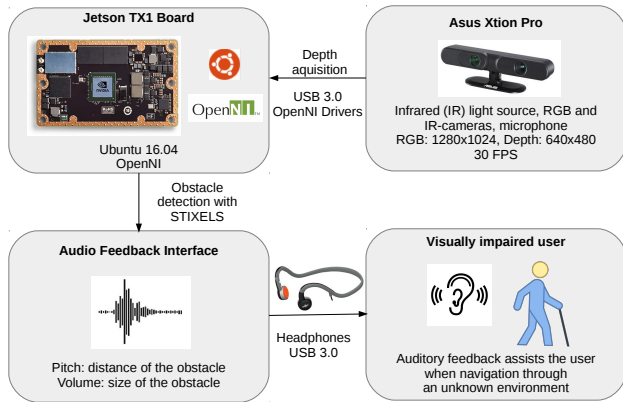 Jetson TX1 Board
OpenNI™
Ubuntu 16.04
OpenNI
Depth
aquisition
USB 3.0
OpenNI Drivers
Asus Xtion Pro
Infrared (IR) light source, RGB and
IR-cameras, microphone
RGB: 1280x1024, Depth: 640x480
30 FPS
Obstacle
detection with
STIXELS
Audio Feedback Interface
Pitch: distance of the obstacle
Volume: size of the obstacle
Headphones
USB 3.0
Visually impaired user
Auditory feedback assists the user
when navigation through
an unknown environment